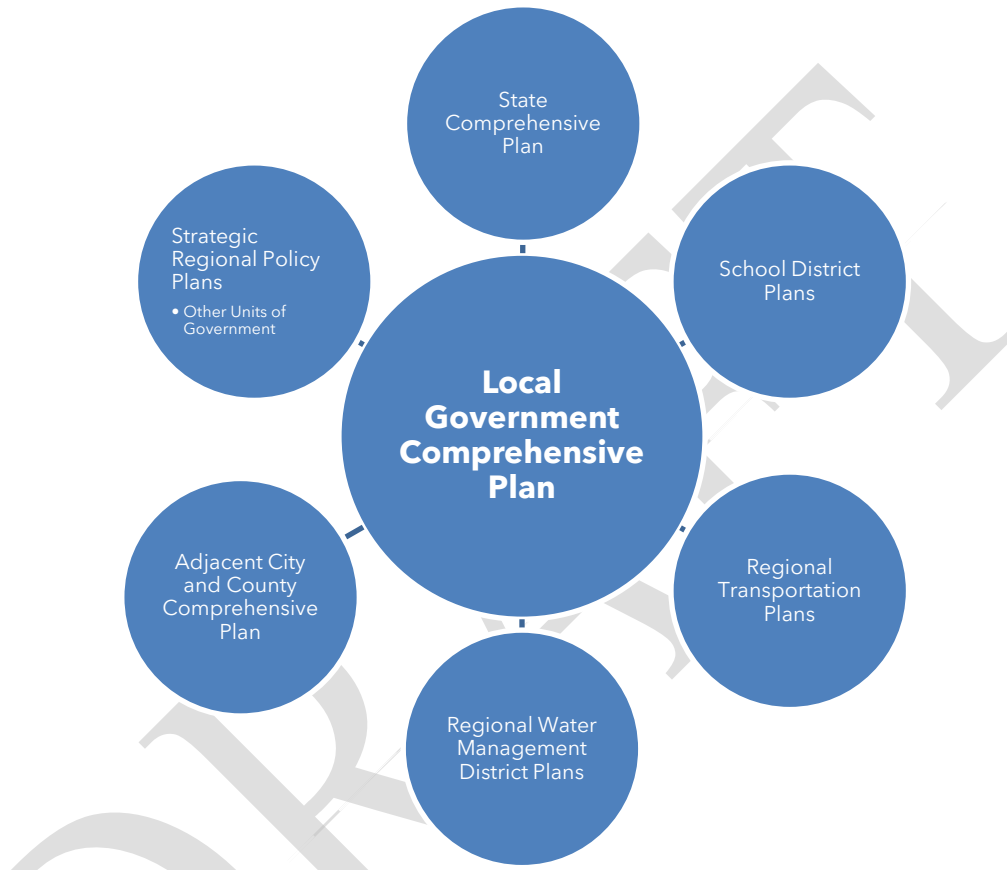 State
Comprehensive
Plan
Strategic
Regional Policy
Plans
• Other Units of
Government
School District
Plans
Local
Government
Comprehensive
Plan
Adjacent City
and County
Comprehensive
Plan
Regional
Transportation
Plans
Regional Water
Management
District Plans